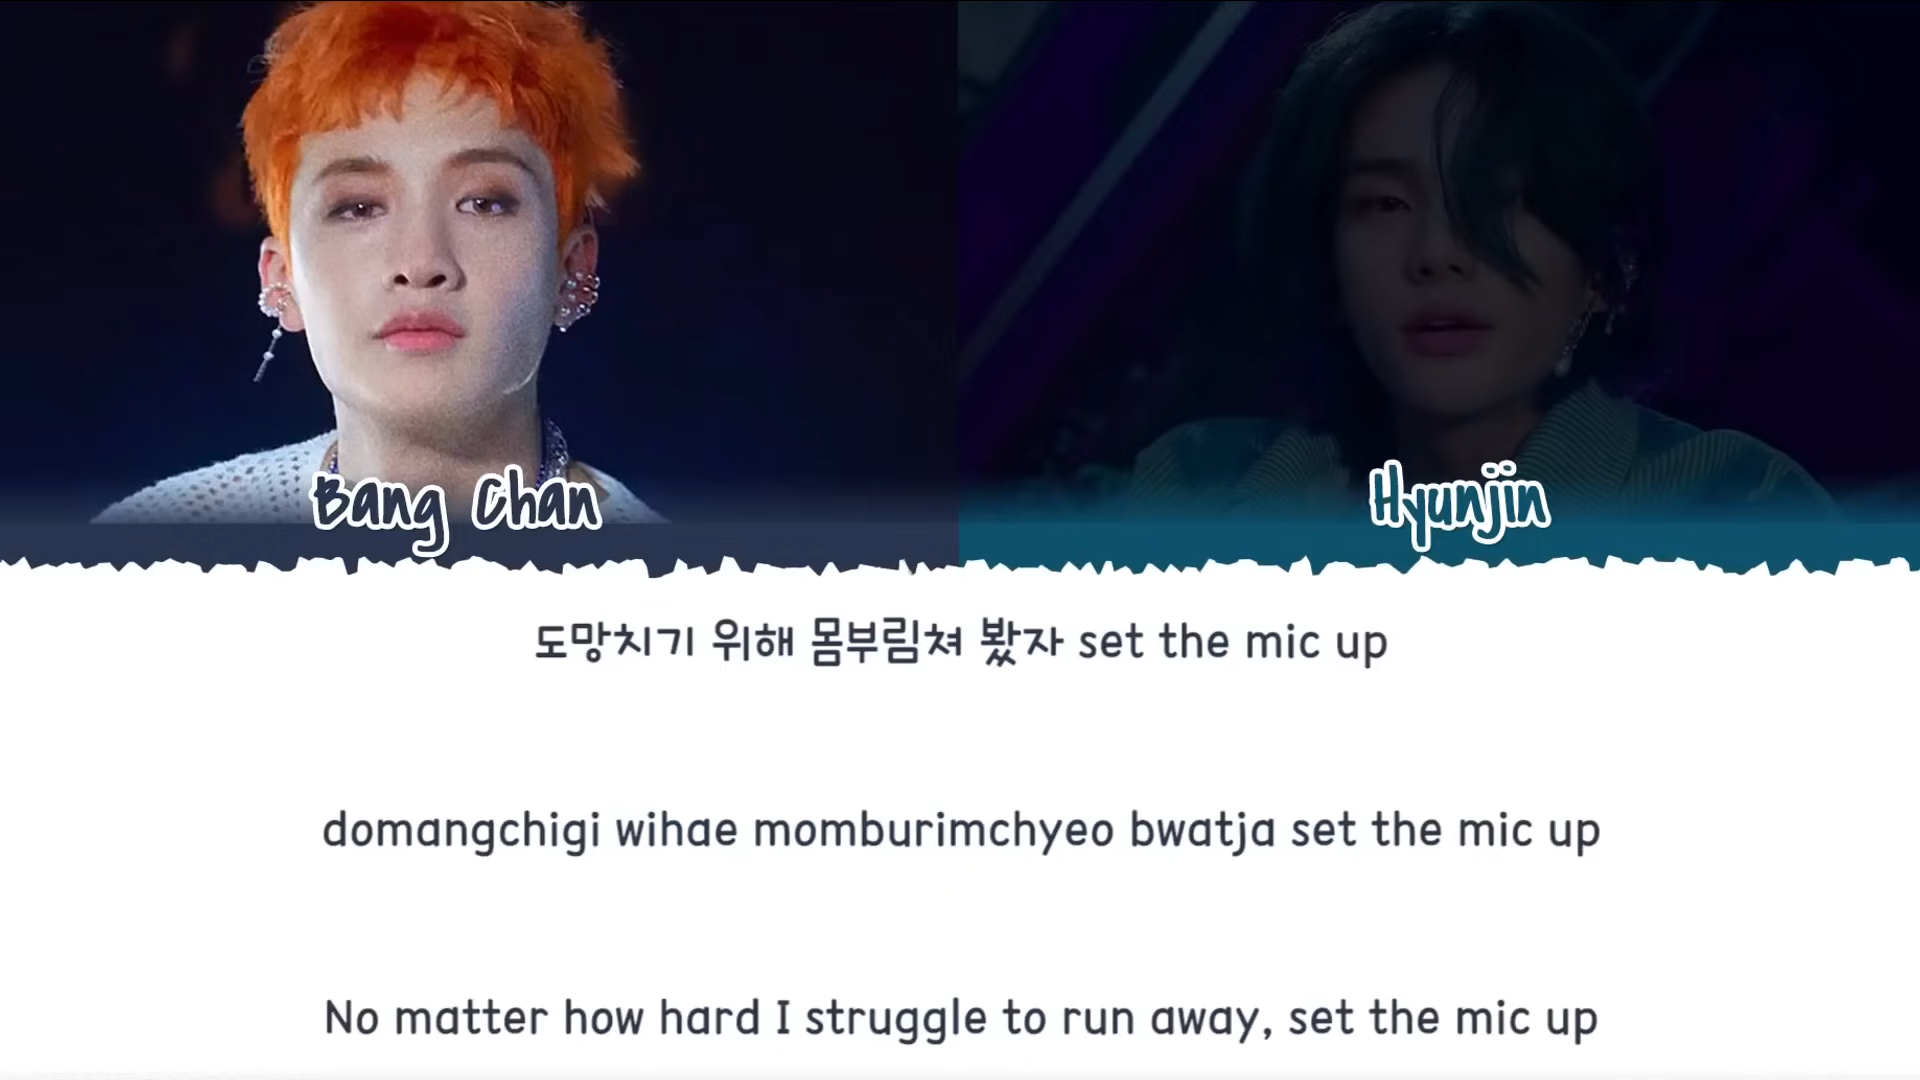 Bang Chan
Hyunjin
도망치기 위해 몸부림쳐 봤자 set the mic up
domangchigi wihae momburimchyeo bwatja set the mic up
No matter how hard I struggle to run away, set the mic up